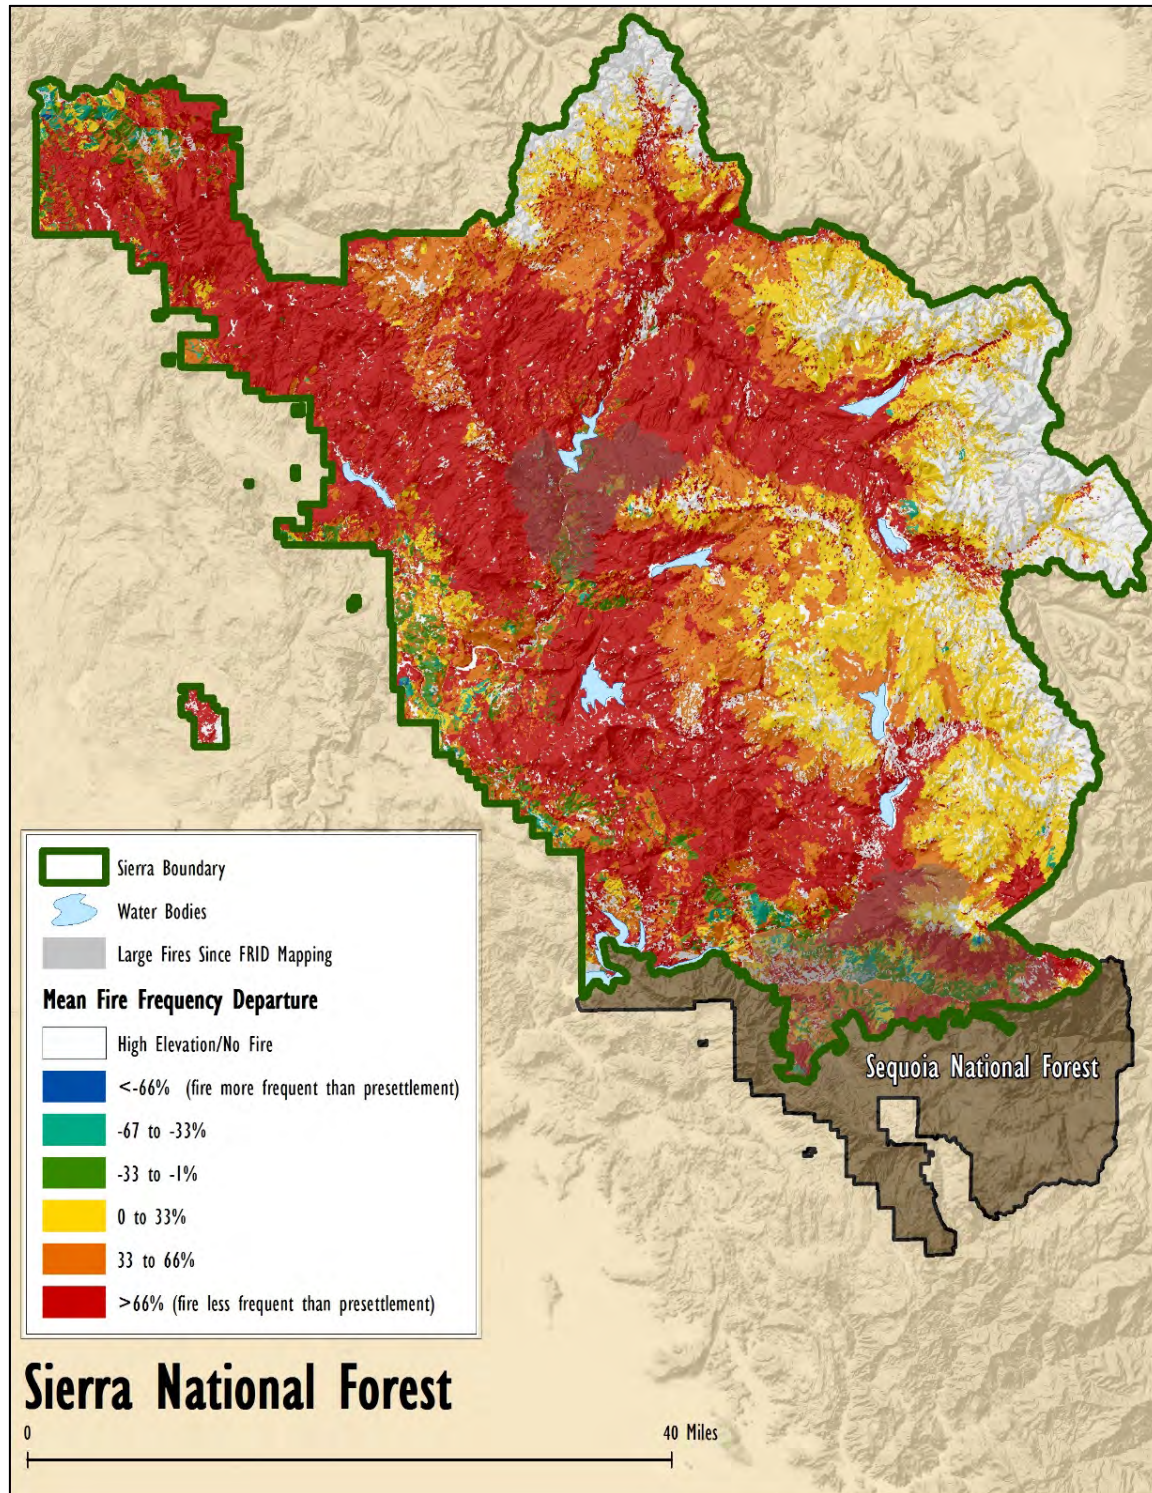 Sequoia National Forest
Sierra Boundary
Water Bodies
Large Fires Since FRID Mapping
Mean Fire Frequency Departure
High Elevation/No Fire
<-66% (fire more frequent than presettlement)
-67 to -33%
-33 to -1%
0 to 33%
33 to 66%
>66% (fire less frequent than presettlement)
Sierra National Forest
0 40 Miles